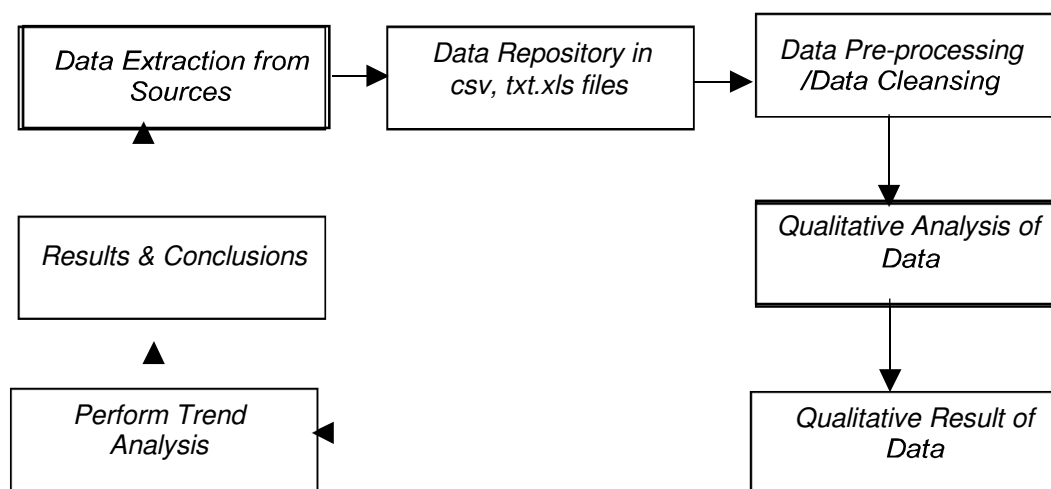 Data Extraction from
Sources
Data Repository in
csv, txt.xls files
Data Pre-processing
/Data Cleansing
Qualitative Analysis of
Data
Results & Conclusions
Perform Trend
Analysis
Qualitative Result of
Data